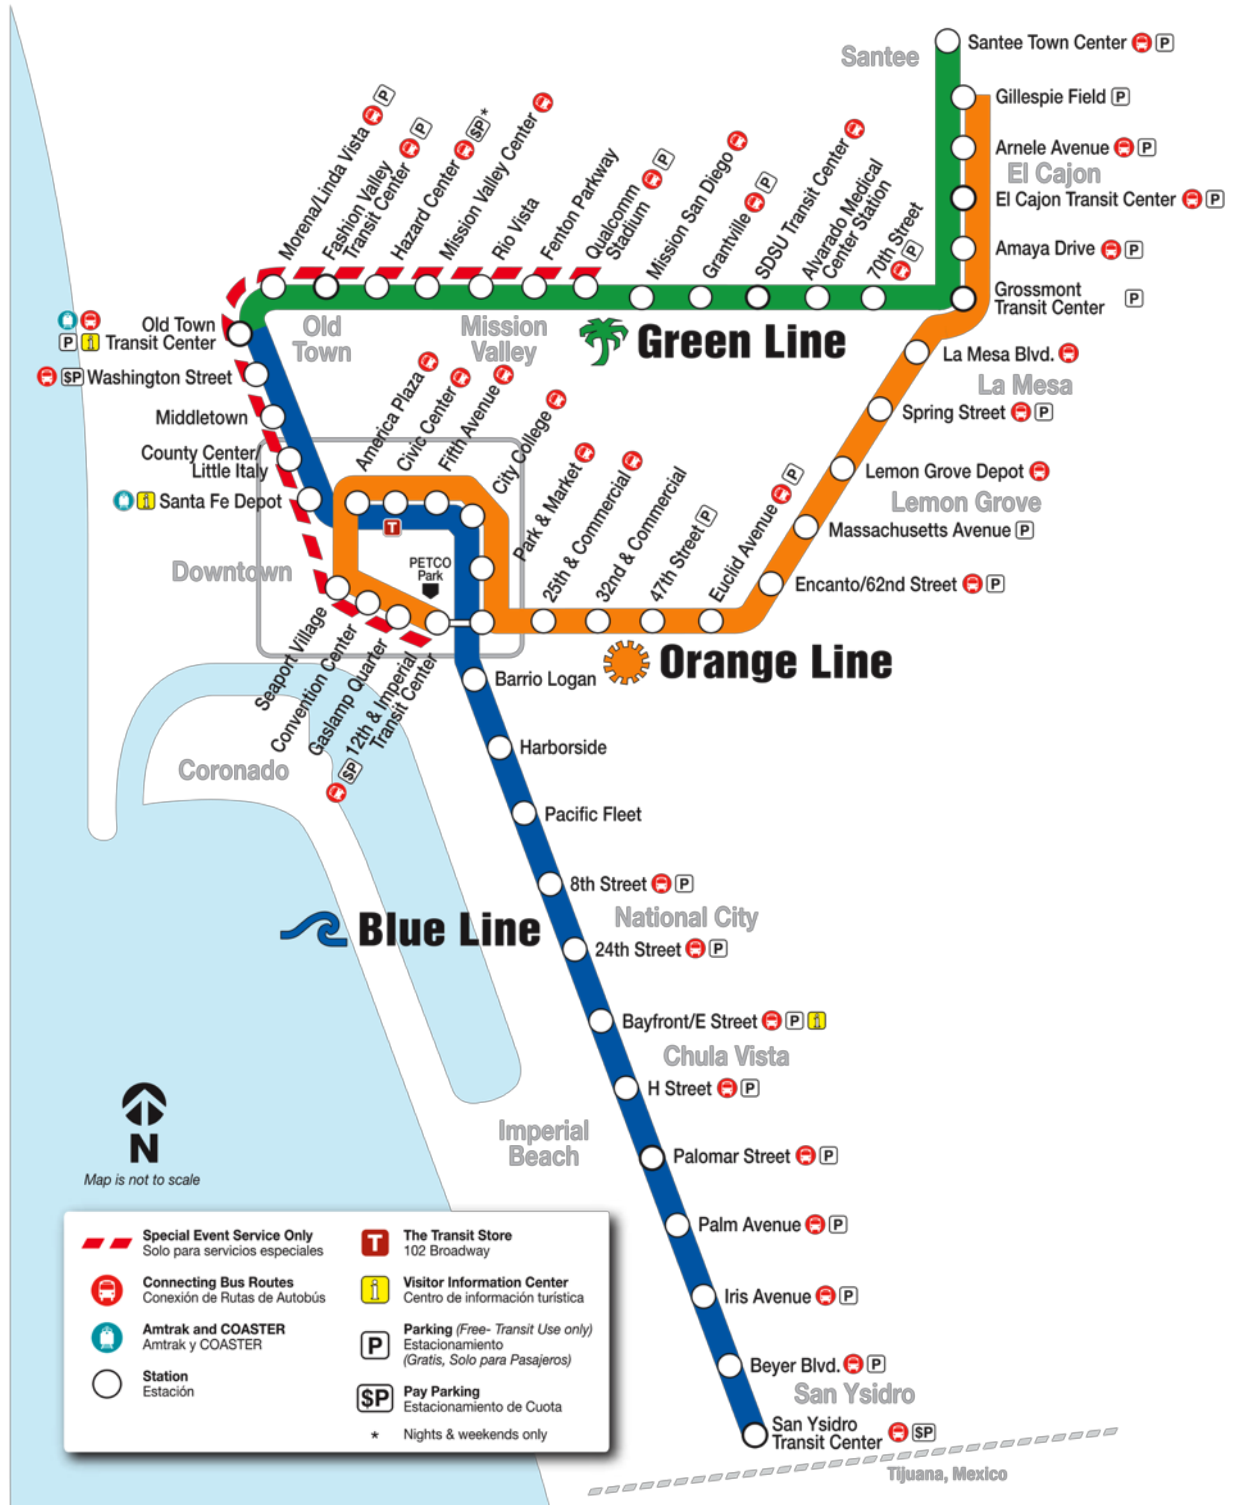 Santee
Santee Town Center P
Gillespie Field P
Arnele Avenue P
El Cajon
El Cajon Transit Center P
Amaya Drive P
Grossmont
Transit Center P
Morena/Linda Vista P
Fashion Valley
Transit Center P
Hazard Center $P*
Mission Valley Center
Rio Vista
Fenton Parkway
Qualcomm
Stadium P
Mission San Diego
Grantville P
SDSU Transit Center
Alvarado Medical
Center Station
70th Street
P
Old Town
P i Transit Center
Old
Town
Mission
Valley
Green Line
$P Washington Street
Middletown
County Center/
Little Italy
i Santa Fe Depot
Downtown
America Plaza
Civic Center
Fifth Avenue
City College
Park & Market
25th & Commercial
32nd & Commercial
47th Street P
Euclid Avenue P
T
PETCO
Park
La Mesa Blvd.
La Mesa
Spring Street P
Lemon Grove Depot
Lemon Grove
Massachusetts Avenue P
Encanto/62nd Street P
Orange Line
Seaport Village
Convention Center
Gaslamp Quarter
12th & Imperial
Transit Center
$P
Barrio Logan
Harborside
Coronado
Pacific Fleet
8th Street P
National City
Blue Line
24th Street P
Bayfront/E Street P i
Chula Vista
H Street P
Imperial
Beach
Palomar Street P
Palm Avenue P
Iris Avenue P
Beyer Blvd. P
San Ysidro
San Ysidro
Transit Center $P
Tijuana, Mexico
N
Map is not to scale
Special Event Service Only
Solo para servicios especiales
Connecting Bus Routes
Conexión de Rutas de Autobús
Amtrak and COASTER
Amtrak y COASTER
Station
Estación
T
The Transit Store
102 Broadway
i
Visitor Information Center
Centro de información turística
P
Parking (Free- Transit Use only)
Estacionamiento
(Gratis, Solo para Pasajeros)
$P
Pay Parking
Estacionamiento de Cuota
* Nights & weekends only